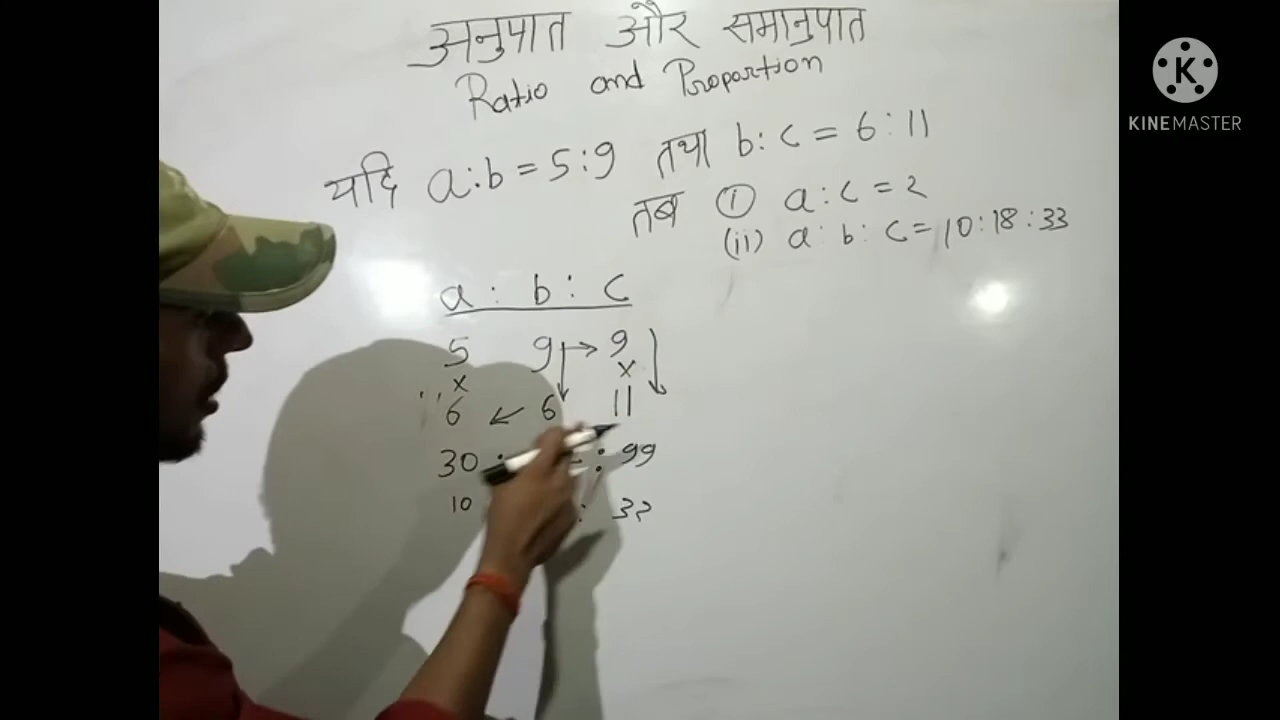 अनुपात और समानुपात
Ratio and Proportion
KINEMASTER
यदि a:b = 5:9 तथा b:c = 6:11
तब (i) a:c = 2
(ii) a: b: c = 10:18:33
a : b : c
5 9 → 9
x x
6 ← 6 11
30 : : 99
10 : 33